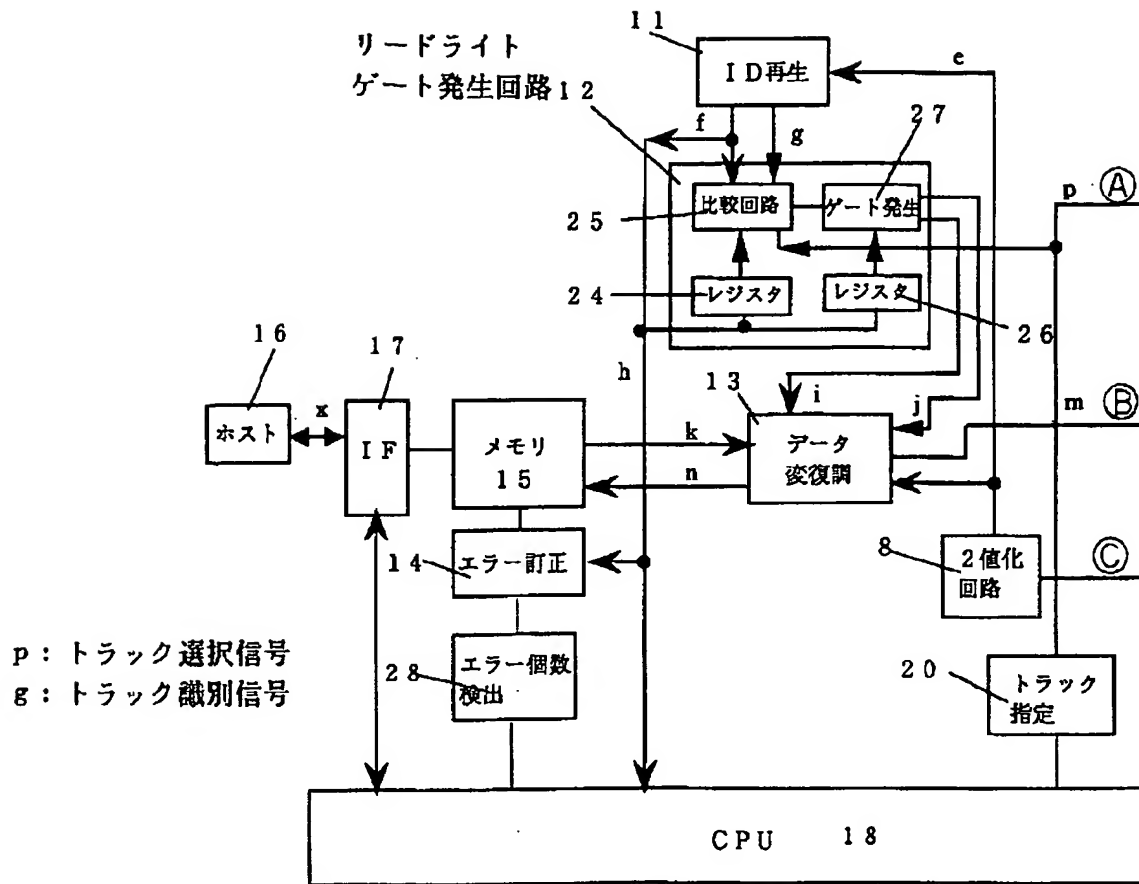 11
リードライト
ゲート発生回路12
ID再生
e
27
f
g
p Ⓐ
比較回路
ゲート発生
25
24
レジスタ
レジスタ
26
16
17
h
13
i
j
m Ⓑ
ホスト
x
IF
メモリ
15
k
n
データ
変復調
14
エラー訂正
8
2値化
回路
Ⓒ
p：トラック選択信号
g：トラック識別信号
28
エラー個数
検出
20
トラック
指定
CPU 18